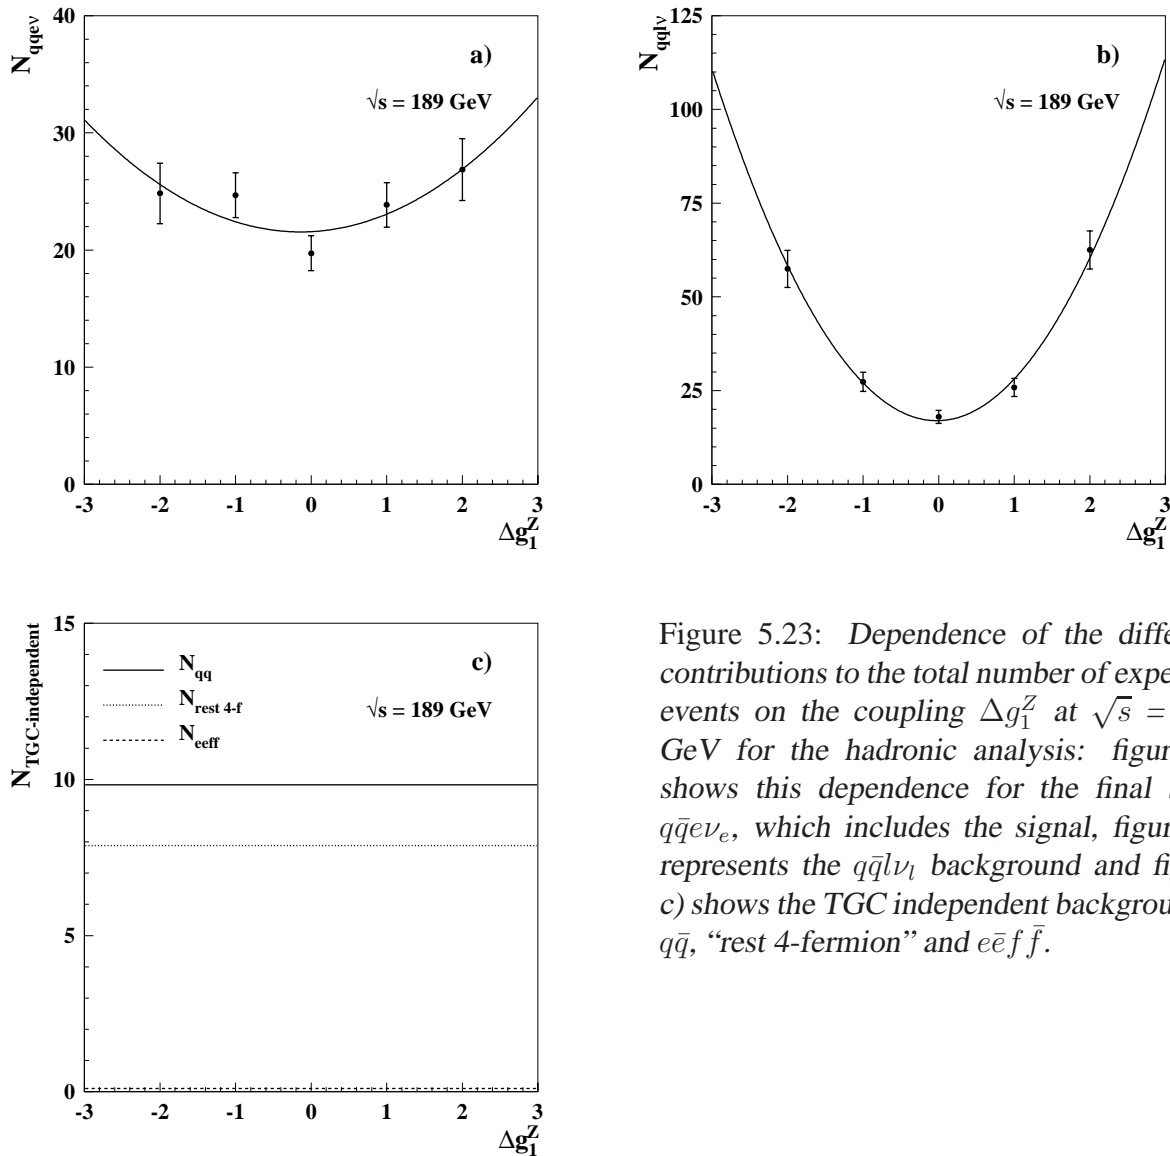 N_qqeν
a)
√s = 189 GeV
40
30
20
10
0
-3 -2 -1 0 1 2 3
Δg_1^Z
N_qqlν
b)
√s = 189 GeV
125
100
75
50
25
0
-3 -2 -1 0 1 2 3
Δg_1^Z
N_TGC-independent
c)
√s = 189 GeV
N_qq
N_rest 4-f
N_eeff
15
10
5
0
-3 -2 -1 0 1 2 3
Δg_1^Z
Figure 5.23: Dependence of the diffe
contributions to the total number of expe
events on the coupling Δg_1^Z at √s =
GeV for the hadronic analysis: figur
shows this dependence for the final
qq̄eν_e, which includes the signal, figur
represents the qq̄lν_l background and fi
c) shows the TGC independent backgrou
qq̄, “rest 4-fermion” and eēff̄.